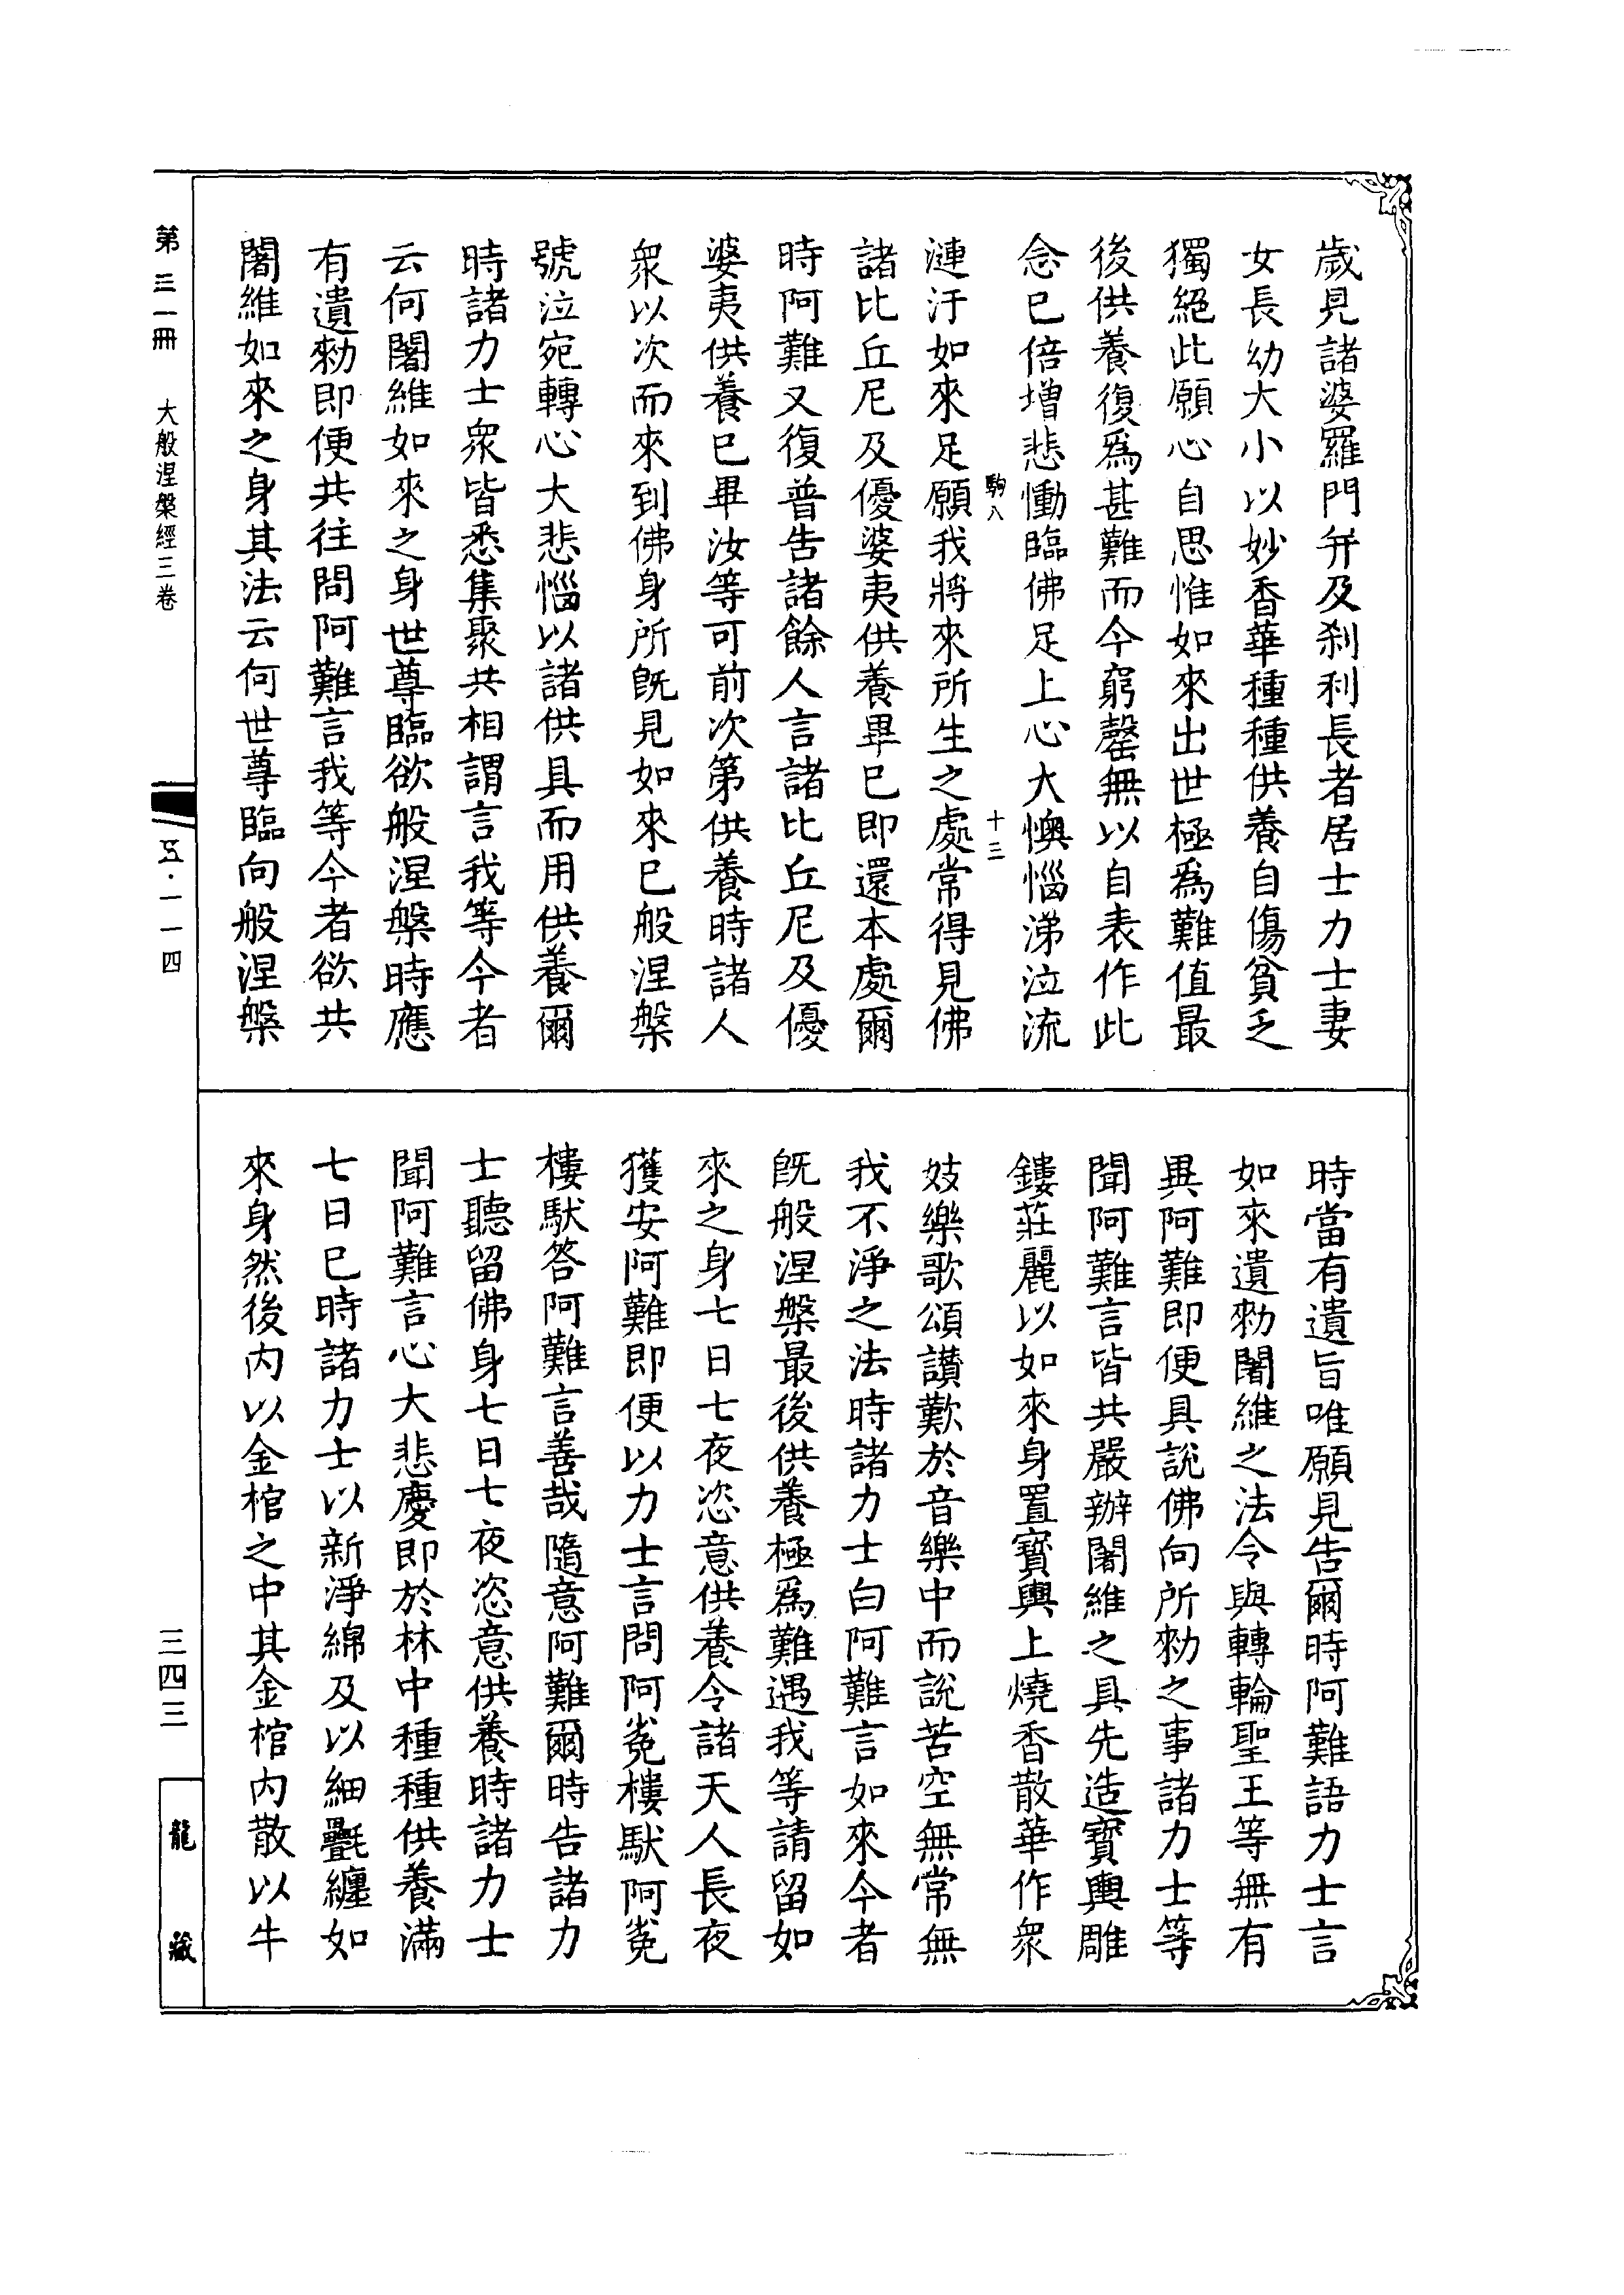 歲見諸婆羅門并及刹利長者居士力士妻
女長幼大小以妙香華種種供養自傷貧乏
獨絕此願心自思惟如來出世極爲難值最
後供養復爲甚難而今窮罄無以自表作此
念已倍增悲慟臨佛足上心大懊惱涕泣流
駒八 十三
漣汙如來足願我將來所生之處常得見佛
諸比丘尼及優婆夷供養畢已即還本處爾
時阿難又復普告諸餘人言諸比丘尼及優
婆夷供養已畢汝等可前次第供養時諸人
衆以次而來到佛身所旣見如來已般涅槃
號泣宛轉心大悲惱以諸供具而用供養爾
時諸力士衆皆悉集聚共相謂言我等今者
云何闍維如來之身世尊臨欲般涅槃時應
有遺勑即便共往問阿難言我等今者欲共
闍維如來之身其法云何世尊臨向般涅槃
時當有遺旨唯願見告爾時阿難語力士言
如來遺勑闍維之法令與轉輪聖王等無有
異阿難即便具說佛向所勑之事諸力士等
聞阿難言皆共嚴辦闍維之具先造寶輿雕
鏤莊麗以如來身置寶輿上燒香散華作衆
妓樂歌頌讚歎於音樂中而說苦空無常無
我不淨之法時諸力士白阿難言如來今者
旣般涅槃最後供養極爲難遇我等請留如
來之身七日七夜恣意供養令諸天人長夜
獲安阿難即便以力士言問阿㝹樓馱阿㝹
樓馱答阿難言善哉隨意阿難爾時告諸力
士聽留佛身七日七夜恣意供養時諸力士
聞阿難言心大悲慶即於林中種種供養滿
七日已時諸力士以新淨綿及以細㲲纏如
來身然後內以金棺之中其金棺內散以牛
第三一冊 大般涅槃經三卷
五·一一四
三四三
龍藏